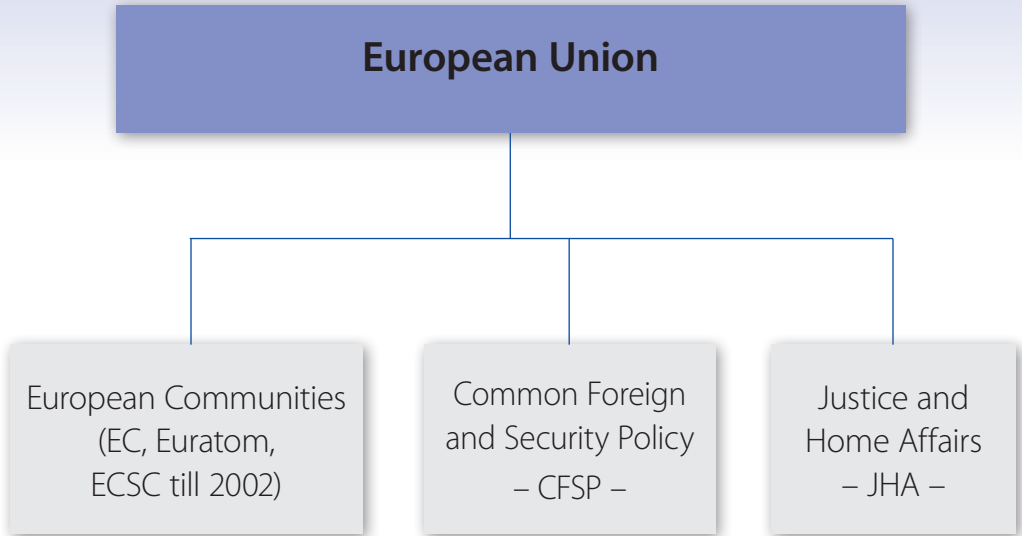 European Union
European Communities
(EC, Euratom,
ECSC till 2002)
Common Foreign
and Security Policy
– CFSP –
Justice and
Home Affairs
– JHA –